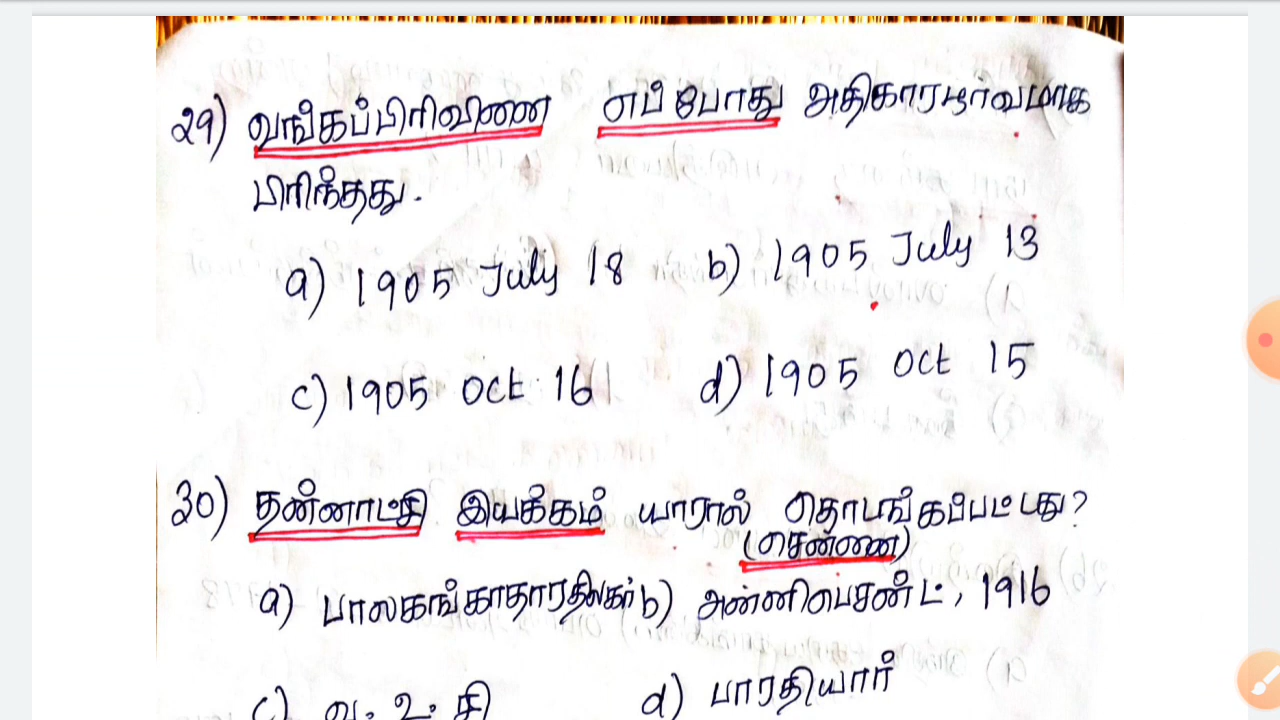 29) வங்கப்பிரிவினை எப்போது அதிகாரபூர்வமாக
பிரிந்தது.
a) 1905 July 18 b) 1905 July 13
c) 1905 Oct 16 d) 1905 Oct 15
30) தன்னாட்சி இயக்கம் யாரால் தொடங்கப்பட்டது?
(சென்னை)
a) பாலகங்காதாரதிலகர் b) அன்னிபெசண்ட், 1916
c) வ. உ. சி d) பாரதியார்